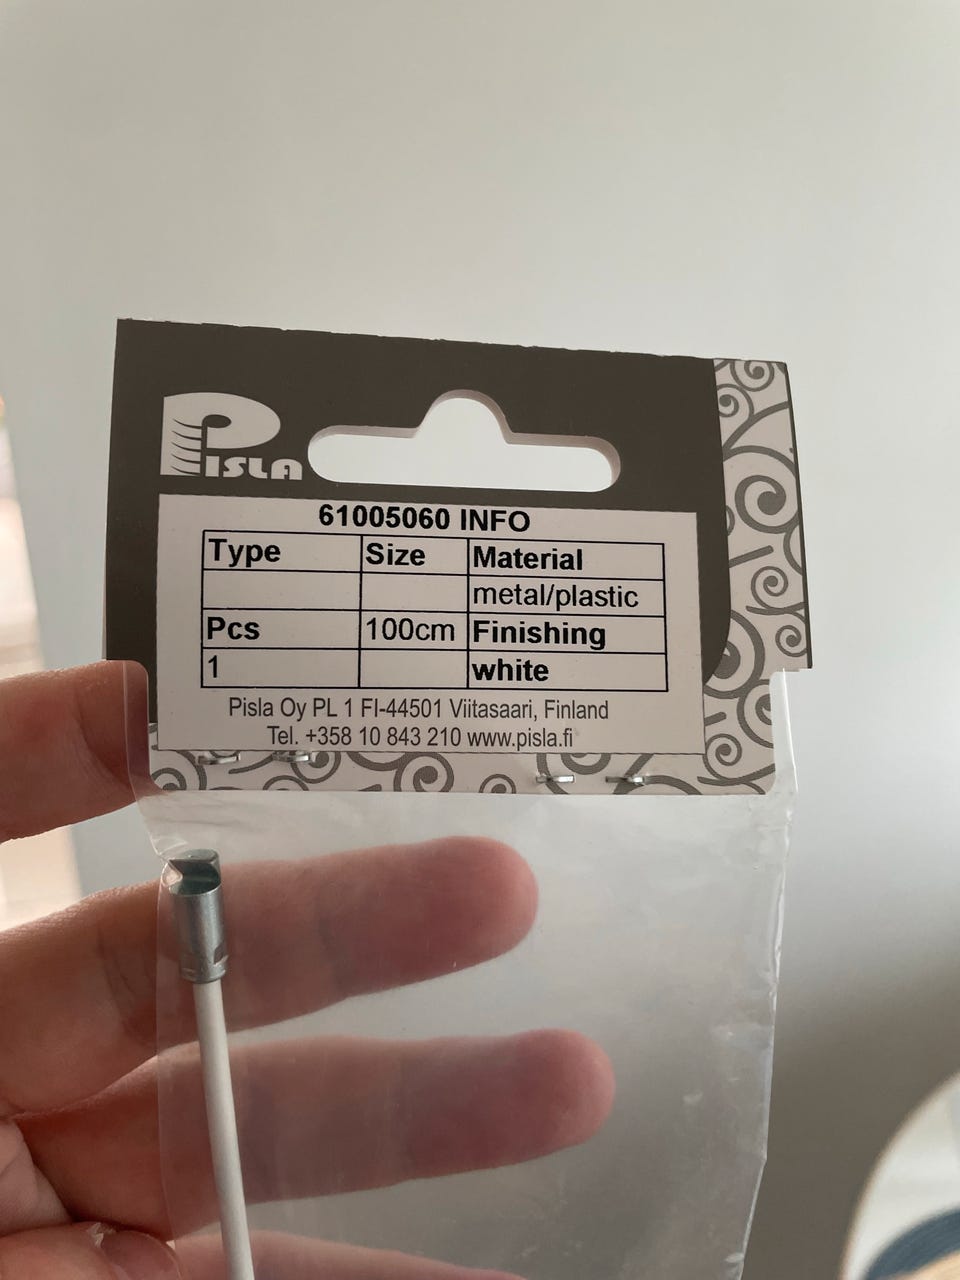 PISLA
61005060 INFO
Type Size Material
metal/plastic
Pcs 100cm Finishing
1 white
Pisla Oy PL 1 FI-44501 Viitasaari, Finland
Tel. +358 10 843 210 www.pisla.fi